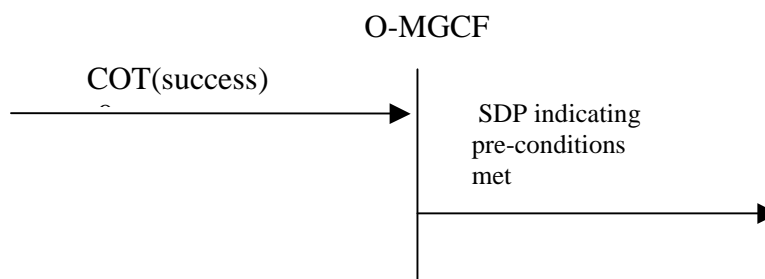 O-MGCF
COT(success)
SDP indicating
pre-conditions
met